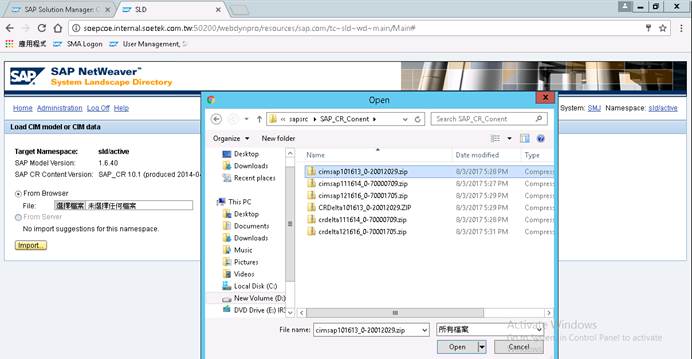 SAP Solution Manager: C
SLD
soepcoe.internal.soetek.com.tw:50200/webdynpro/resources/sap.com/tc~sld~wd~main/Main#
應用程式 SMA Logon User Management, S
SAP SAP NetWeaver™
System Landscape Directory
Home Administration Log Off Help
System: SMJ Namespace: sld/active
Load CIM model or CIM data
Target Namespace: sld/active
SAP Model Version: 1.6.40
SAP CR Content Version: SAP_CR 10.1 (produced 2014-0
From Browser
File: 選擇檔案 未選擇任何檔案
From Server
No import suggestions for this namespace.
Import...
Open
« sapsrc SAP_CR_Conent
Search SAP_CR_Conent
Organize New folder
Desktop
Downloads
Recent places
This PC
Desktop
Documents
Downloads
Music
Pictures
Videos
Local Disk (C:)
New Volume (D:)
DVD Drive (E:) IR5
Name Date modified Type
cimsap101613_0-20012029.zip 8/3/2017 5:28 PM Compress
cimsap111614_0-70000709.zip 8/3/2017 5:27 PM Compress
cimsap121616_0-70001705.zip 8/3/2017 5:29 PM Compress
CRDelta101613_0-20012029.ZIP 8/3/2017 5:29 PM Compress
crdelta111614_0-70000709.zip 8/3/2017 5:28 PM Compress
crdelta121616_0-70001705.zip 8/3/2017 5:31 PM Compress
File name: cimsap101613_0-20012029.zip
所有檔案
Open Cancel
Activate Windows
Go to System in Control Panel to activate